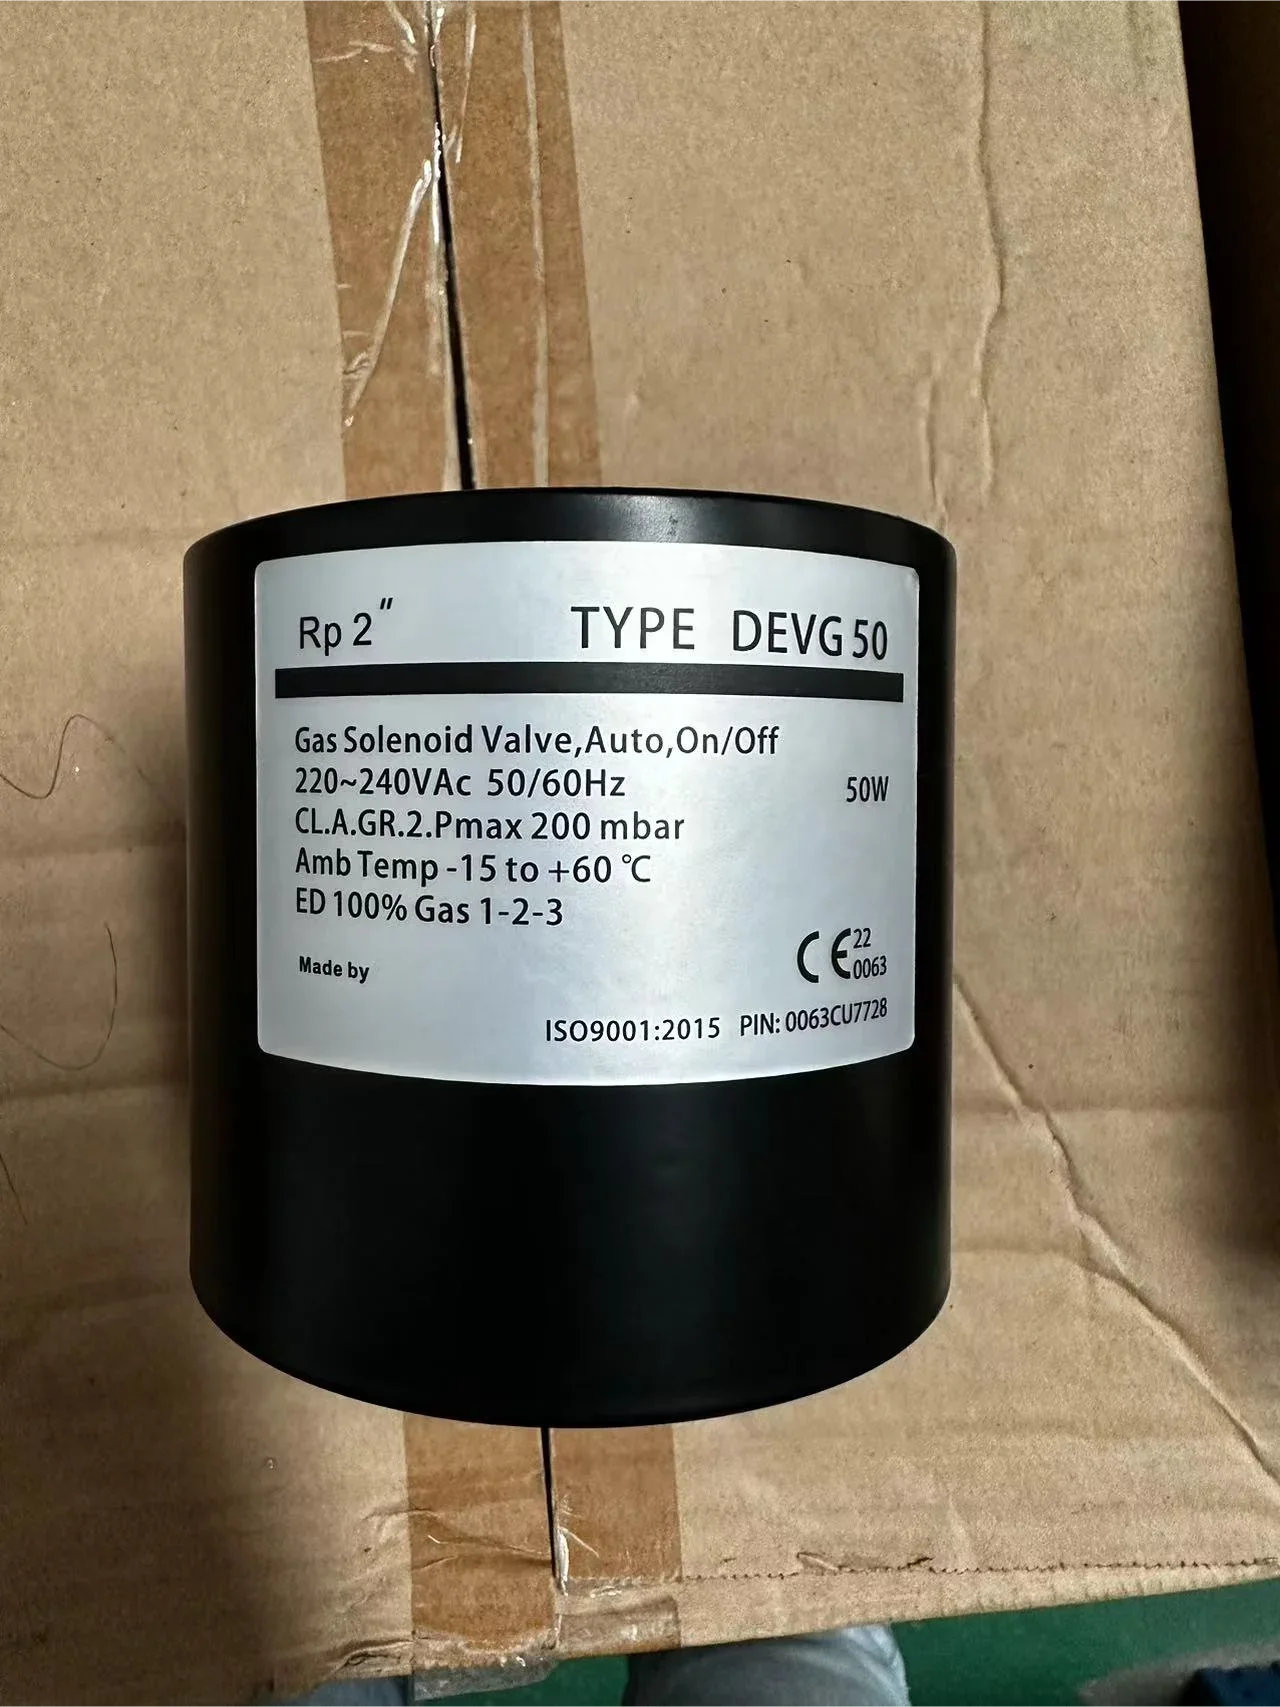 Rp 2" TYPE DEVG 50
Gas Solenoid Valve,Auto,On/Off
220~240VAc 50/60Hz 50W
CL.A.GR.2.Pmax 200 mbar
Amb Temp -15 to +60 ℃
ED 100% Gas 1-2-3
Made by
CE 22
0063
ISO9001:2015 PIN: 0063CU7728